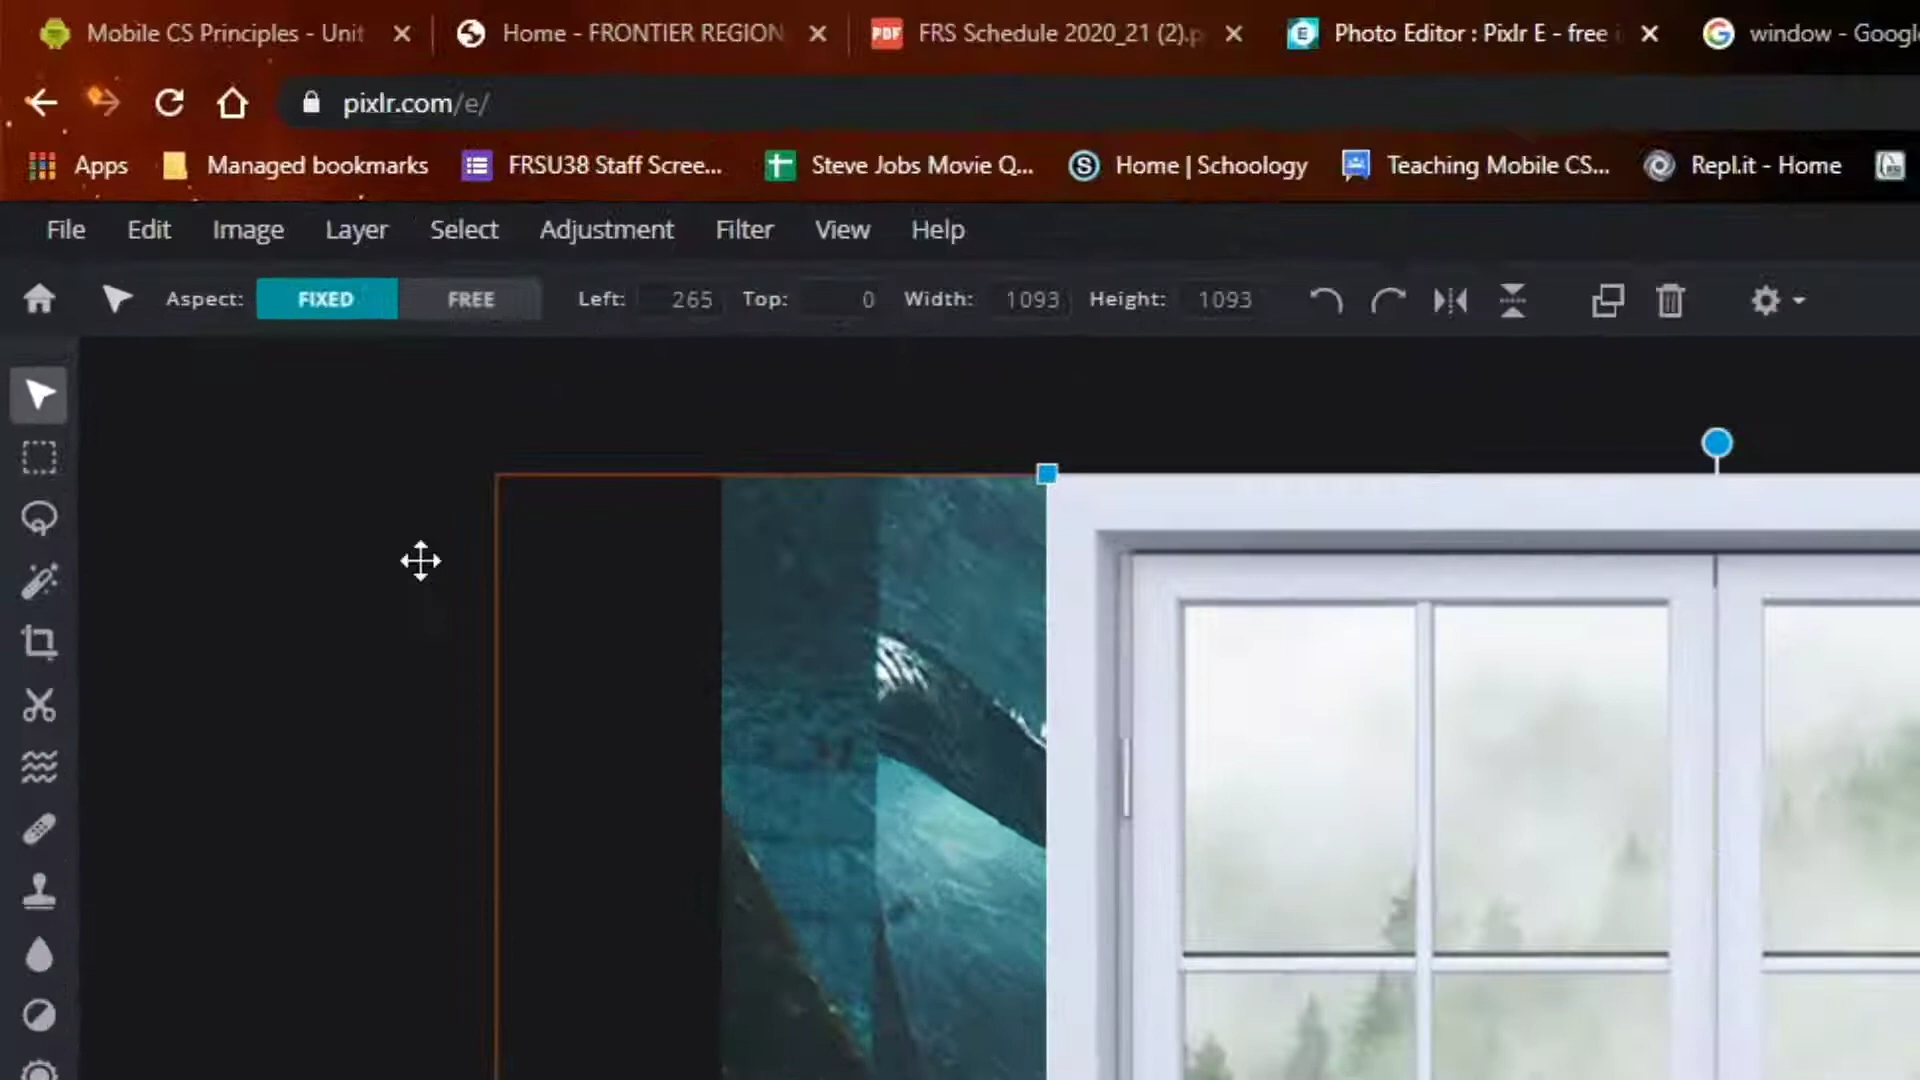 Mobile CS Principles - Unit
Home - FRONTIER REGION
PDF
FRS Schedule 2020_21 (2).p
E
Photo Editor : Pixlr E - free
window - Googl
pixlr.com/e/
Apps
Managed bookmarks
FRSU38 Staff Scree...
Steve Jobs Movie Q...
S
Home | Schoology
Teaching Mobile CS...
Repl.it - Home
File Edit Image Layer Select Adjustment Filter View Help
Aspect: FIXED FREE Left: 265 Top: 0 Width: 1093 Height: 1093